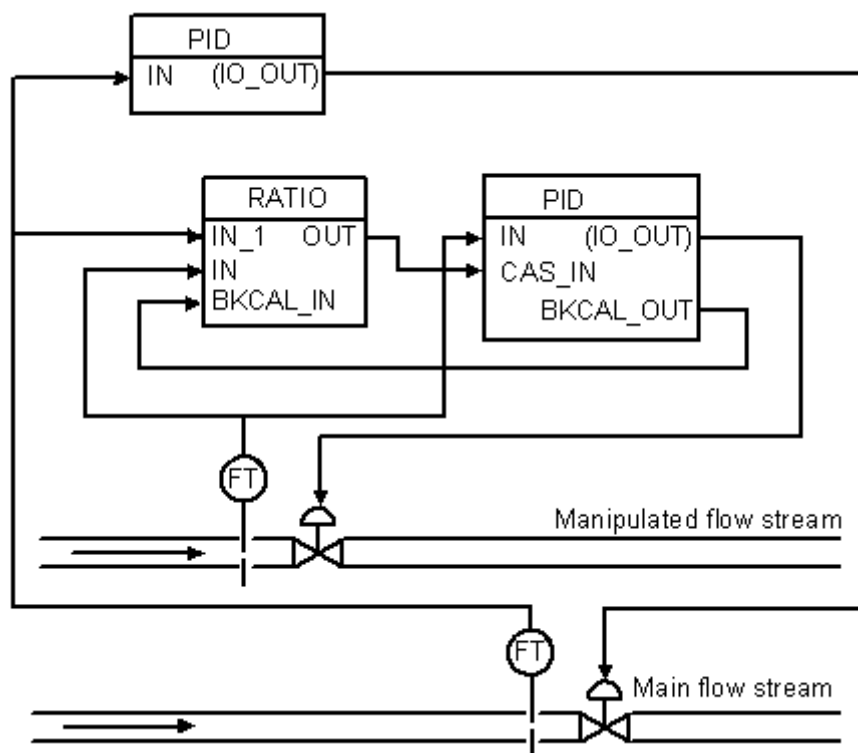 PID
IN (IO_OUT)
RATIO
IN_1 OUT
IN
BKCAL_IN
PID
IN (IO_OUT)
CAS_IN
BKCAL_OUT
FT
Manipulated flow stream
FT
Main flow stream